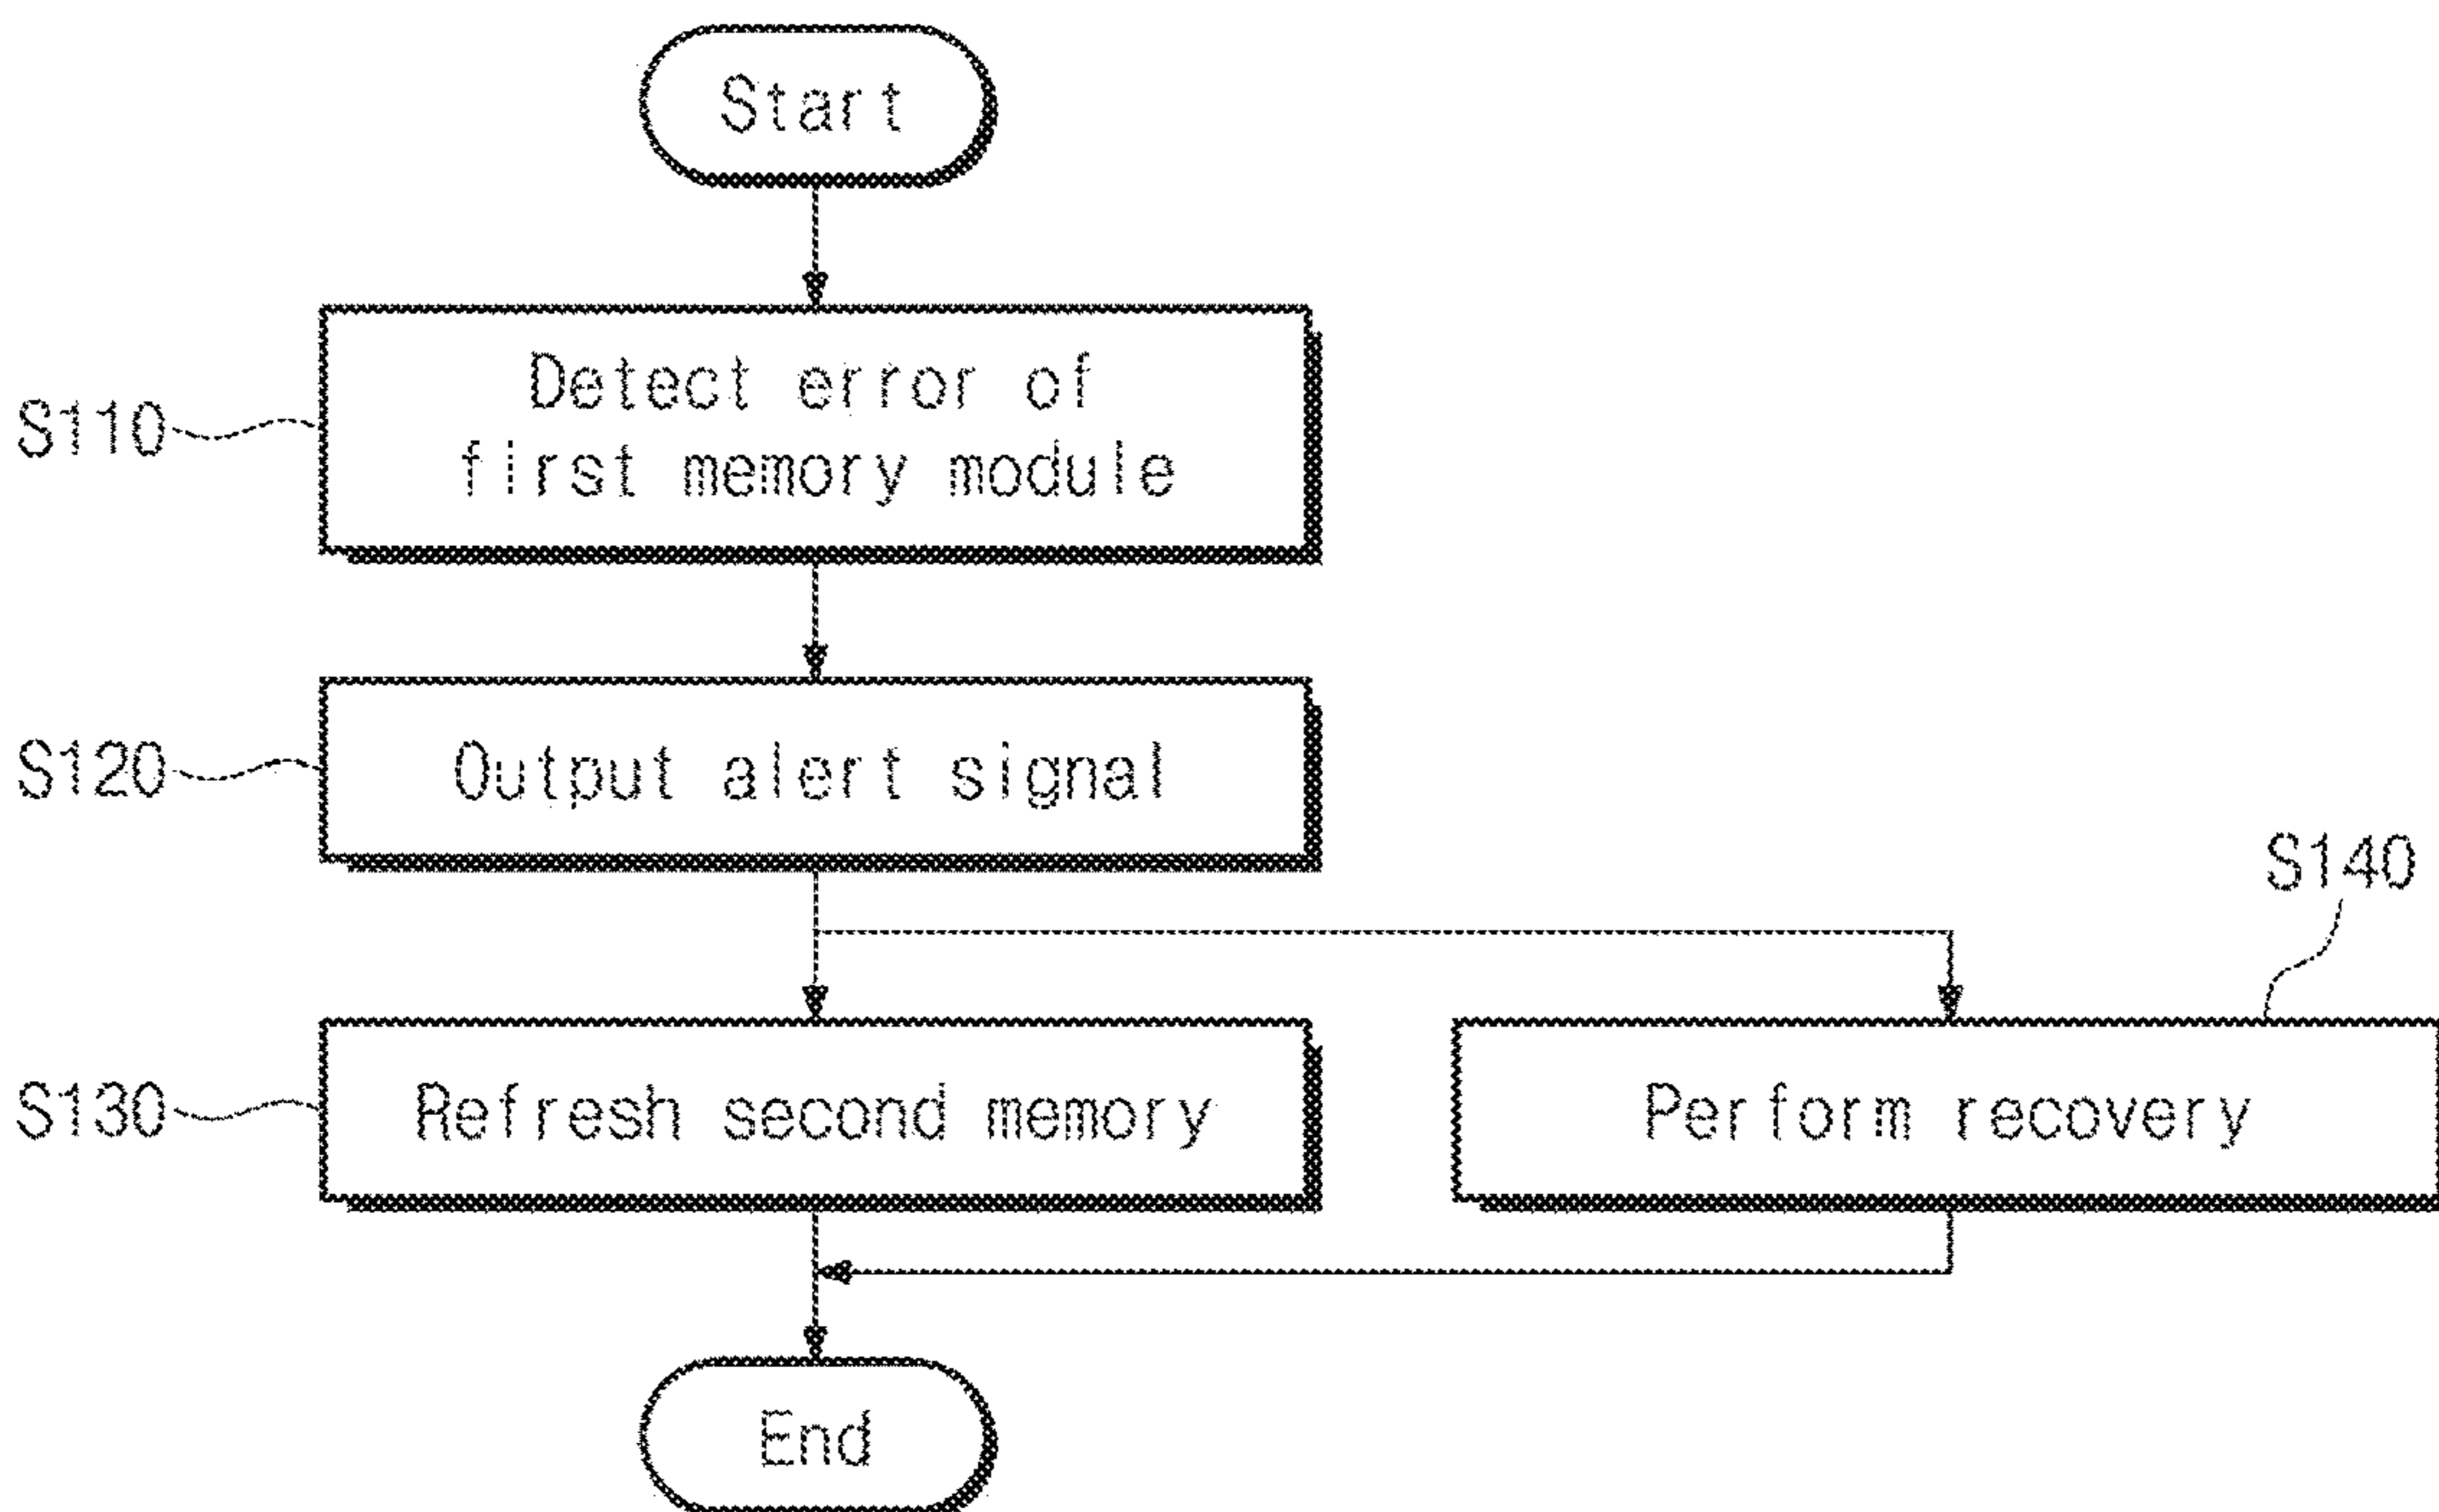 Start
S110
Detect error of
first memory module
S120
Output alert signal
S140
S130
Refresh second memory
Perform recovery
End